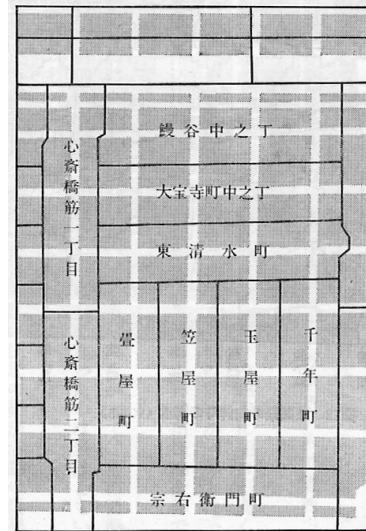 鰻谷中之丁
大宝寺町中之丁
東清水町
心斎橋筋一丁目
心斎橋筋二丁目
畳屋町
笠屋町
玉屋町
千年町
宗右衛門町